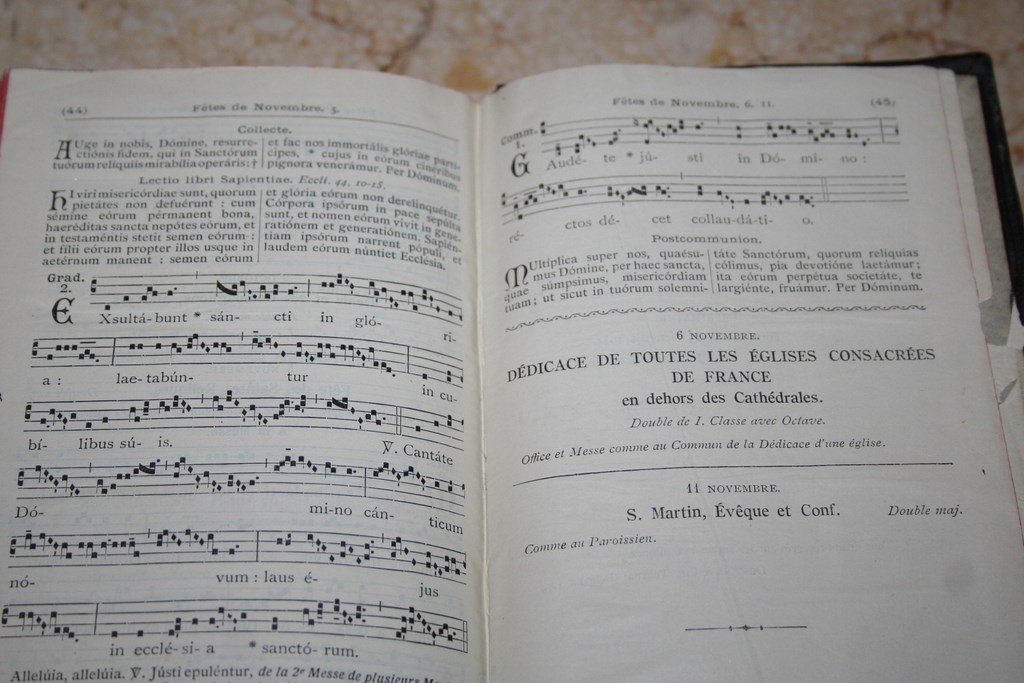 (44)
Fêtes de Novembre. 5.
Collecte.
AUge in nobis, Dómine, resurre-
ctiónis fidem, qui in Sanctórum
tuórum relíquiis mirabília operáris: †
et fac nos immortális glóriae parti-
cipes, * cujus in eórum cinéribus
pignora venerámur. Per Dóminum.
Lectio libri Sapientiae. Eccli. 44. 10-15.
HI viri misericórdiae sunt, quorum
pietátes non defuérunt : cum
sémine eórum pérmanent bona,
haeréditas sancta nepótes eórum, et
in testaméntis stetit semen eórum :
et fílii eórum propter illos usque in
aetérnum manent : semen eórum
et glória eórum non derelinquétur.
Córpora ipsórum in pace sepúlta
sunt, et nomen eórum vivit in gene-
ratiónem et generatiónem. Sapién-
tiam ipsórum narrent pópuli, et
laudem eórum núntiet Ecclésia.
Grad.
2.
EXsultá-bunt * sán- cti in gló- ri-
a : lae-tabún- tur in cu-
bí- libus sú- is. ℣. Cantáte
Dó- mi-no cán- ticum
nó- vum : laus é- jus
in ecclé-si- a * sanctó- rum.
Allelúia, allelúia. ℣. Jústi epuléntur, de la 2e Messe de plusieurs
(45)
Fêtes de Novembre. 6. 11.
Comm.
1.
GAudé- te * jú- sti in Dó- mi- no :
ré- ctos dé- cet collau-dá-ti- o.
Postcommunion.
MUltíplica super nos, quaésu-
mus Dómine, per haec sancta,
quae súmpsimus, misericórdiam
tuam ; ut sicut in tuórum solemni-
táte Sanctórum, quorum relíquias
cólimus, pia devotióne laetámur ;
ita eórum perpétua societáte, te
largiénte, fruámur. Per Dóminum.
6 NOVEMBRE.
DÉDICACE DE TOUTES LES ÉGLISES CONSACRÉES
DE FRANCE
en dehors des Cathédrales.
Double de I. Classe avec Octave.
Office et Messe comme au Commun de la Dédicace d'une église.
11 NOVEMBRE.
S. Martin, Évêque et Conf. Double maj.
Comme au Paroissien.